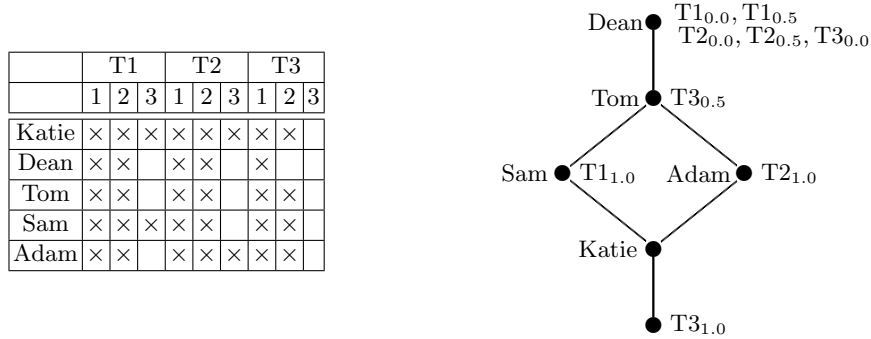 T1 T2 T3
1 2 3 1 2 3 1 2 3
Katie × × × × × × × ×
Dean × × × × ×
Tom × × × × × ×
Sam × × × × × × ×
Adam × × × × × × ×
Dean T1₀.₀, T1₀.₅
T2₀.₀, T2₀.₅, T3₀.₀
Tom T3₀.₅
Sam T1₁.₀ Adam T2₁.₀
Katie
T3₁.₀